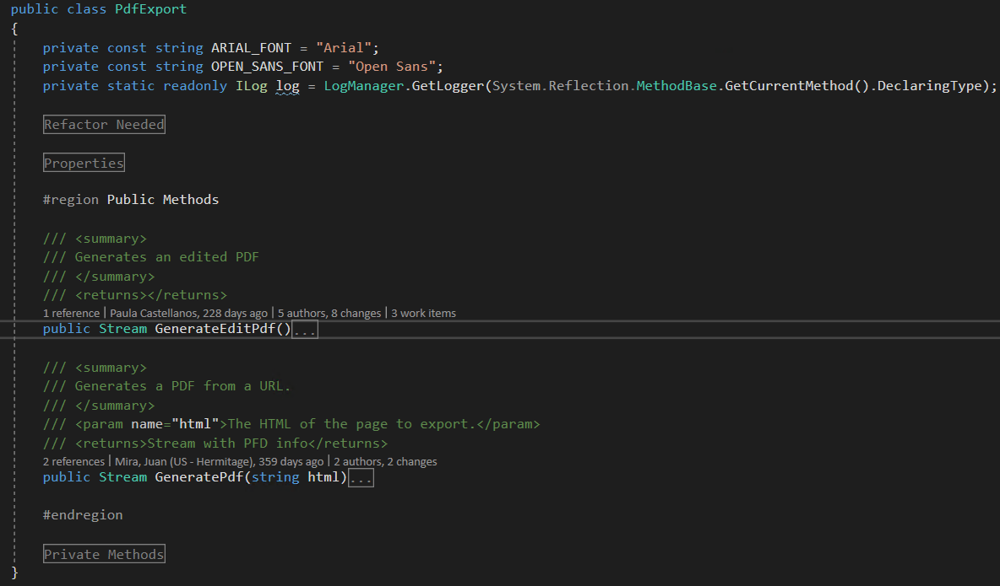 public class PdfExport
{
private const string ARIAL_FONT = "Arial";
private const string OPEN_SANS_FONT = "Open Sans";
private static readonly ILog log = LogManager.GetLogger(System.Reflection.MethodBase.GetCurrentMethod().DeclaringType);
Refactor Needed
Properties
#region Public Methods
/// <summary>
/// Generates an edited PDF
/// </summary>
/// <returns></returns>
1 reference | Paula Castellanos, 228 days ago | 5 authors, 8 changes | 3 work items
public Stream GenerateEditPdf()...
/// <summary>
/// Generates a PDF from a URL.
/// </summary>
/// <param name="html">The HTML of the page to export.</param>
/// <returns>Stream with PFD info</returns>
2 references | Mira, Juan (US - Hermitage), 359 days ago | 2 authors, 2 changes
public Stream GeneratePdf(string html)...
#endregion
Private Methods
}